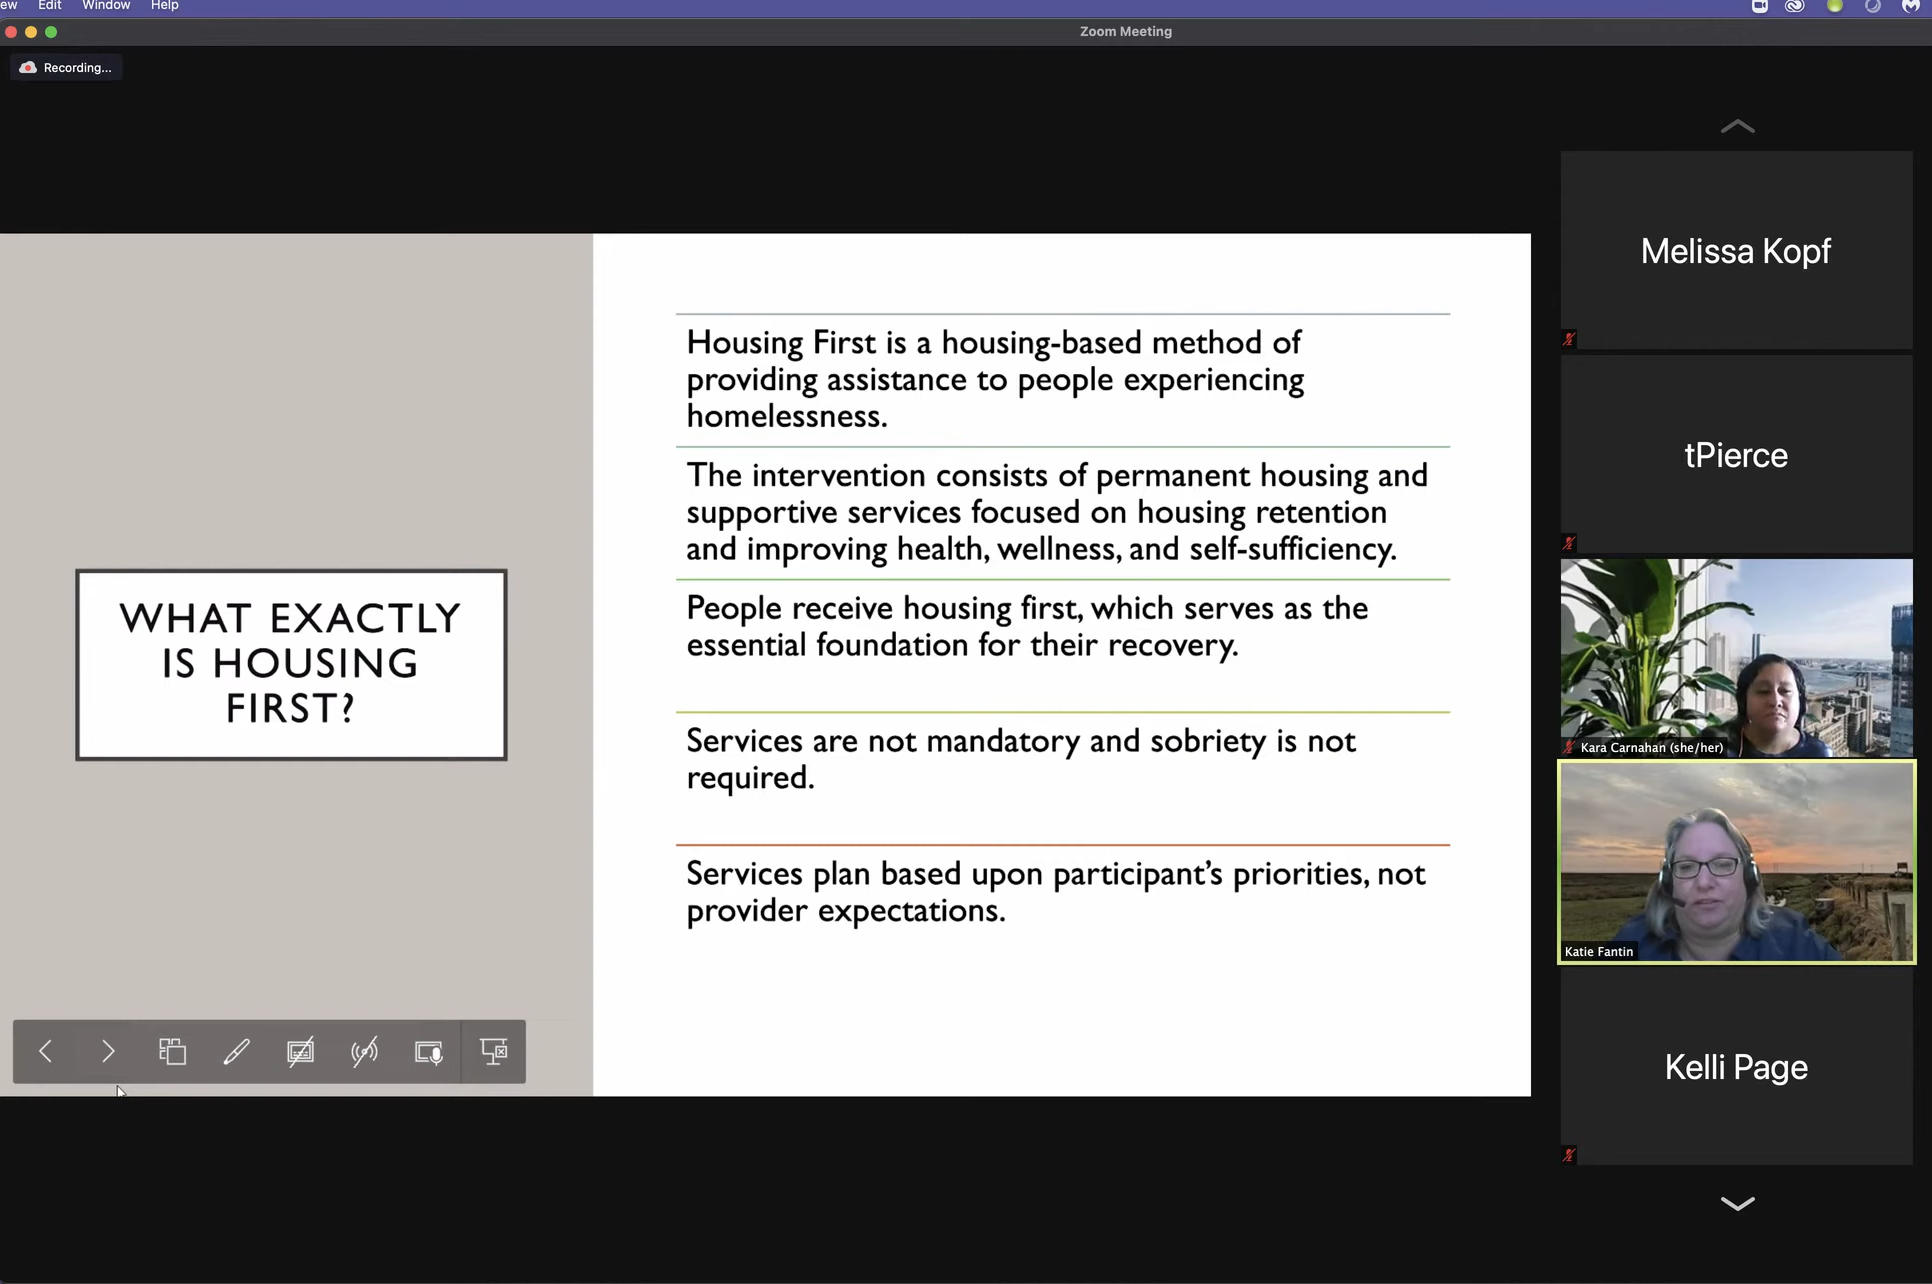 ew Edit Window Help
Zoom Meeting
Recording...
WHAT EXACTLY
IS HOUSING
FIRST?
Housing First is a housing-based method of
providing assistance to people experiencing
homelessness.
The intervention consists of permanent housing and
supportive services focused on housing retention
and improving health, wellness, and self-sufficiency.
People receive housing first, which serves as the
essential foundation for their recovery.
Services are not mandatory and sobriety is not
required.
Services plan based upon participant’s priorities, not
provider expectations.
Melissa Kopf
tPierce
Kara Carnahan (she/her)
Katie Fantin
Kelli Page